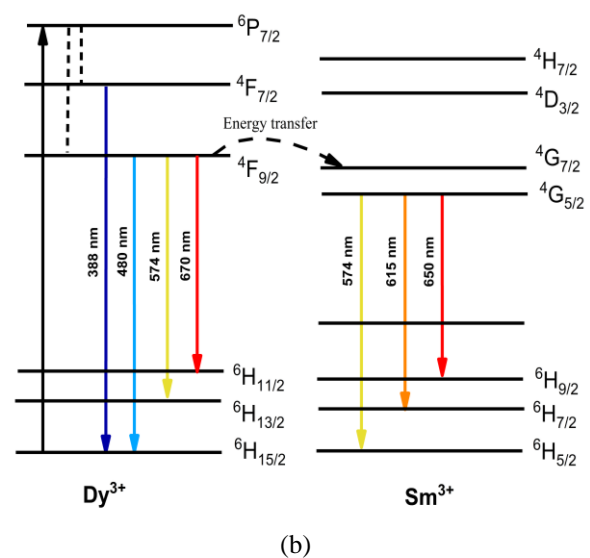 ⁶P₇/₂
⁴F₇/₂
⁴F₉/₂
388 nm
480 nm
574 nm
670 nm
⁶H₁₁/₂
⁶H₁₃/₂
⁶H₁₅/₂
Dy³⁺
Energy transfer
⁴H₇/₂
⁴D₃/₂
⁴G₇/₂
⁴G₅/₂
574 nm
615 nm
650 nm
⁶H₉/₂
⁶H₇/₂
⁶H₅/₂
Sm³⁺
(b)